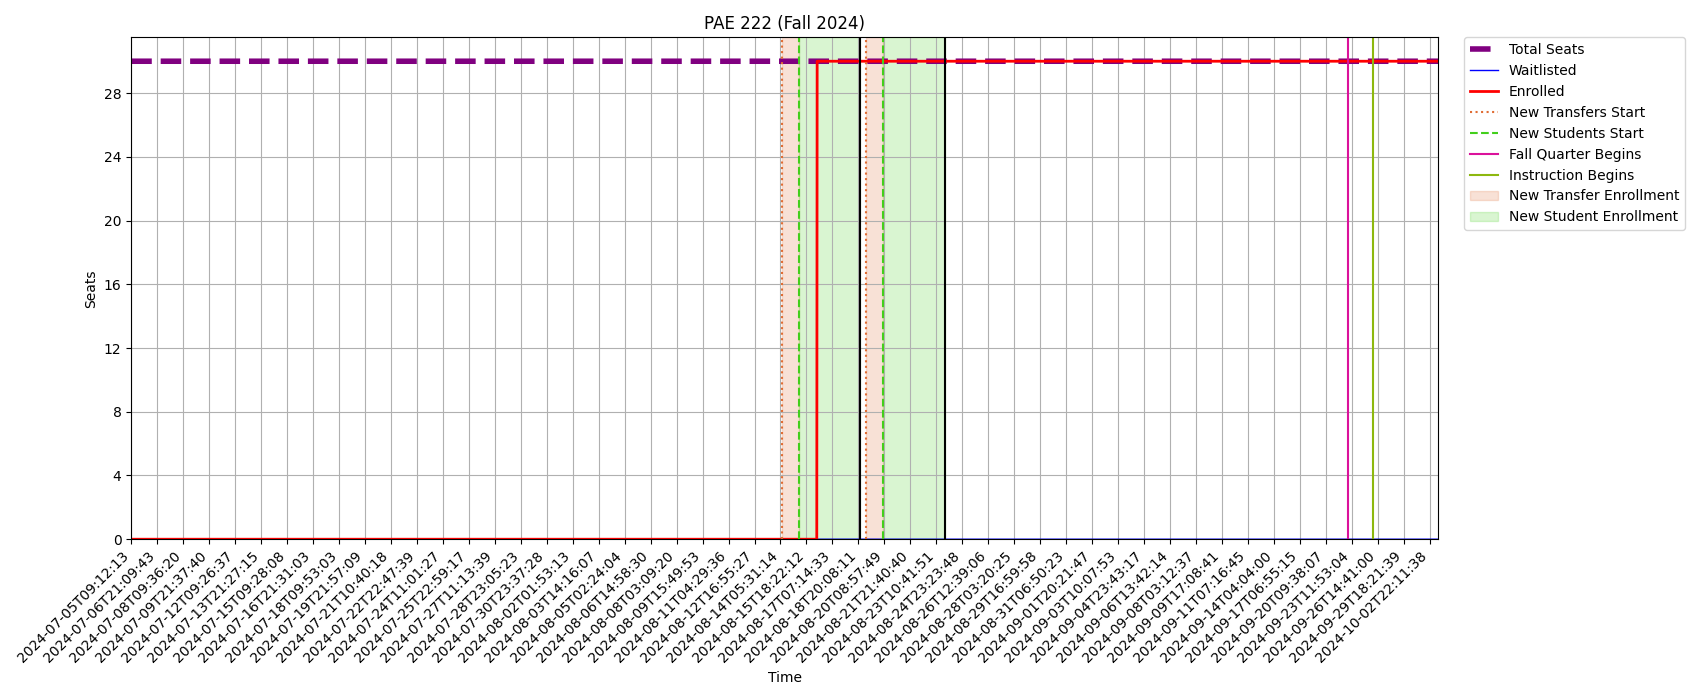 PAE 222 (Fall 2024)
Total Seats
Waitlisted
Enrolled
New Transfers Start
New Students Start
Fall Quarter Begins
Instruction Begins
New Transfer Enrollment
New Student Enrollment
Seats
28
24
20
16
12
8
4
0
2024-07-05T09:12:13
2024-07-06T21:09:43
2024-07-08T09:36:20
2024-07-09T21:37:40
2024-07-12T09:26:37
2024-07-13T21:27:15
2024-07-15T09:28:08
2024-07-16T21:31:03
2024-07-18T09:53:03
2024-07-19T21:57:09
2024-07-21T10:40:18
2024-07-22T22:47:39
2024-07-24T11:01:27
2024-07-25T22:59:17
2024-07-27T11:13:39
2024-07-28T23:05:23
2024-07-30T23:37:28
2024-08-02T01:53:13
2024-08-03T14:16:07
2024-08-05T02:24:04
2024-08-06T14:58:30
2024-08-08T03:09:20
2024-08-09T15:49:53
2024-08-11T04:29:36
2024-08-12T16:55:27
2024-08-14T05:31:14
2024-08-15T18:22:12
2024-08-17T07:14:33
2024-08-18T20:08:11
2024-08-20T08:57:49
2024-08-21T21:40:40
2024-08-23T10:41:51
2024-08-24T23:23:48
2024-08-26T12:39:06
2024-08-28T03:20:25
2024-08-29T16:59:58
2024-08-31T06:50:23
2024-09-01T20:21:47
2024-09-03T10:07:53
2024-09-04T23:43:17
2024-09-06T13:42:14
2024-09-08T03:12:37
2024-09-09T17:08:41
2024-09-11T07:16:45
2024-09-14T04:04:00
2024-09-17T06:55:15
2024-09-20T09:38:07
2024-09-23T11:53:04
2024-09-26T14:41:00
2024-09-29T18:21:39
2024-10-02T22:11:38
Time